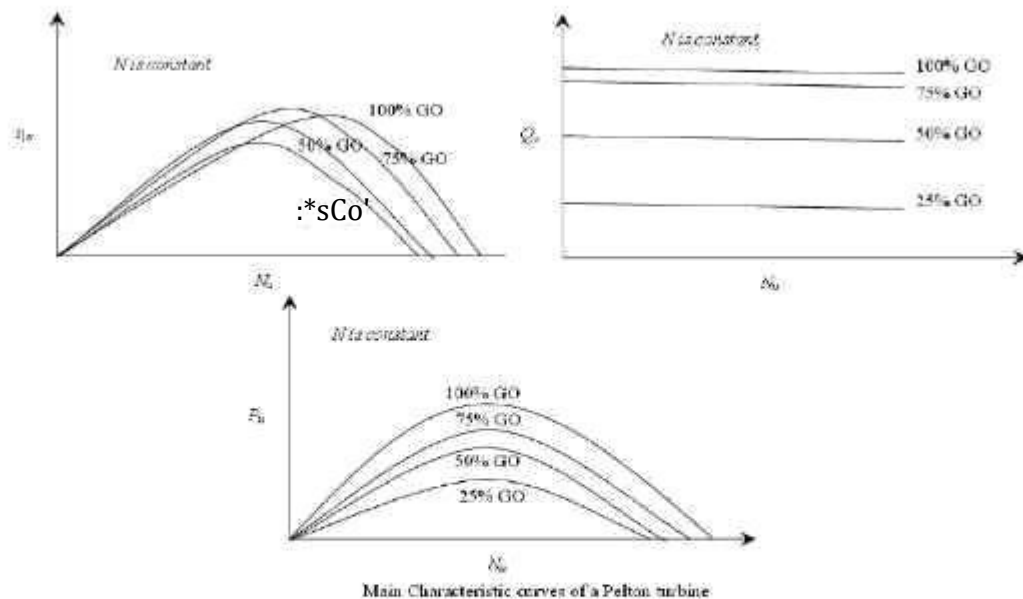 N is constant
100% GO
50% GO
75% GO
:*sCo'
N is constant
100% GO
75% GO
50% GO
25% GO
N is constant
100% GO
75% GO
50% GO
25% GO
Main Characteristic curves of a Pelton turbine